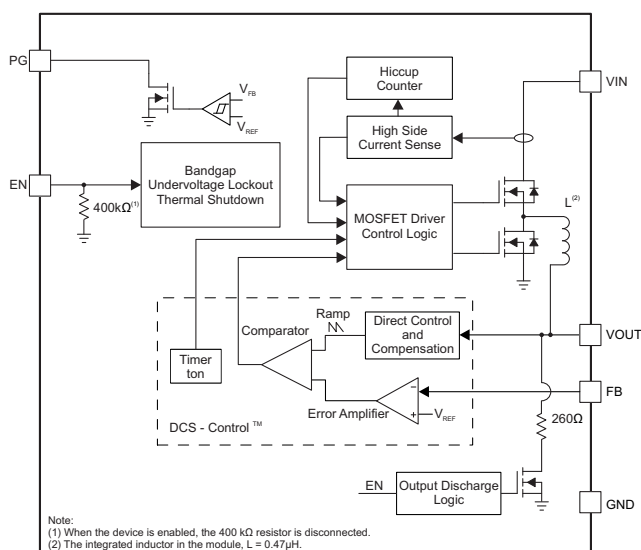 PG
V_FB
V_REF
Hiccup
Counter
VIN
High Side
Current Sense
EN
400kΩ(1)
Bandgap
Undervoltage Lockout
Thermal Shutdown
MOSFET Driver
Control Logic
L(2)
Ramp
Comparator
Direct Control
and
Compensation
VOUT
Timer
ton
FB
Error Amplifier
V_REF
260Ω
DCS - Control ™
EN
Output Discharge
Logic
GND
Note:
(1) When the device is enabled, the 400 kΩ resistor is disconnected.
(2) The integrated inductor in the module, L = 0.47μH.